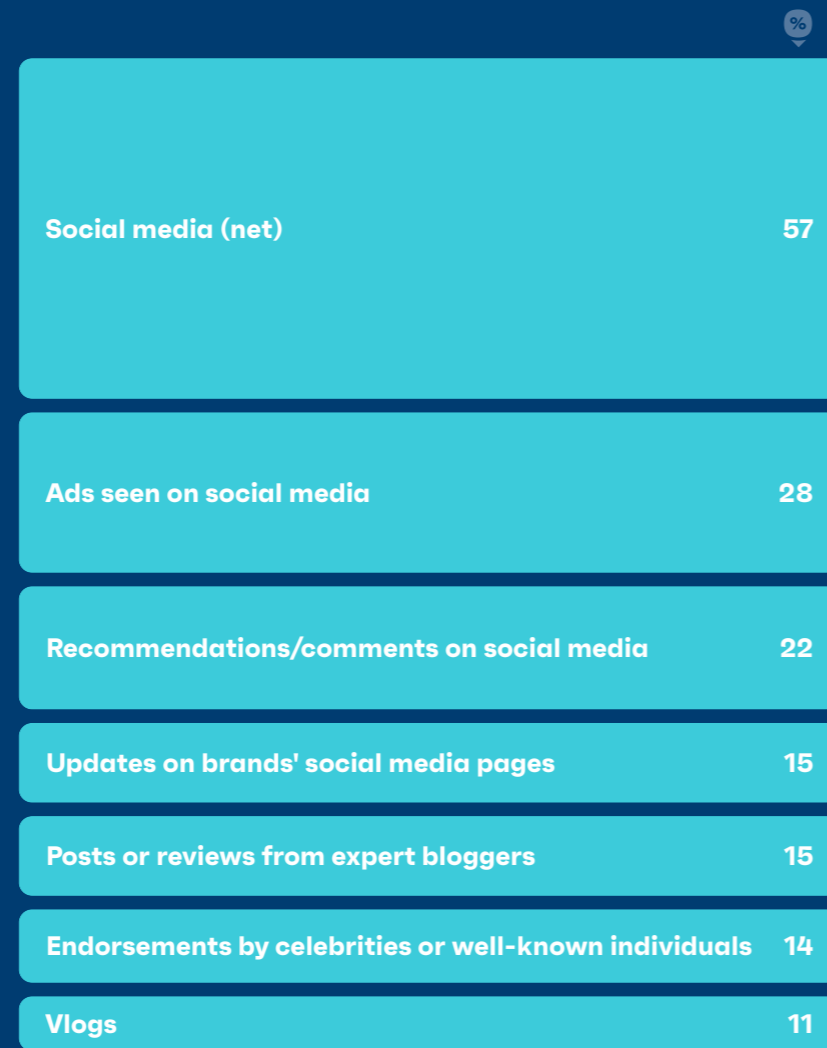 %
Social media (net) 57
Ads seen on social media 28
Recommendations/comments on social media 22
Updates on brands' social media pages 15
Posts or reviews from expert bloggers 15
Endorsements by celebrities or well-known individuals 14
Vlogs 11